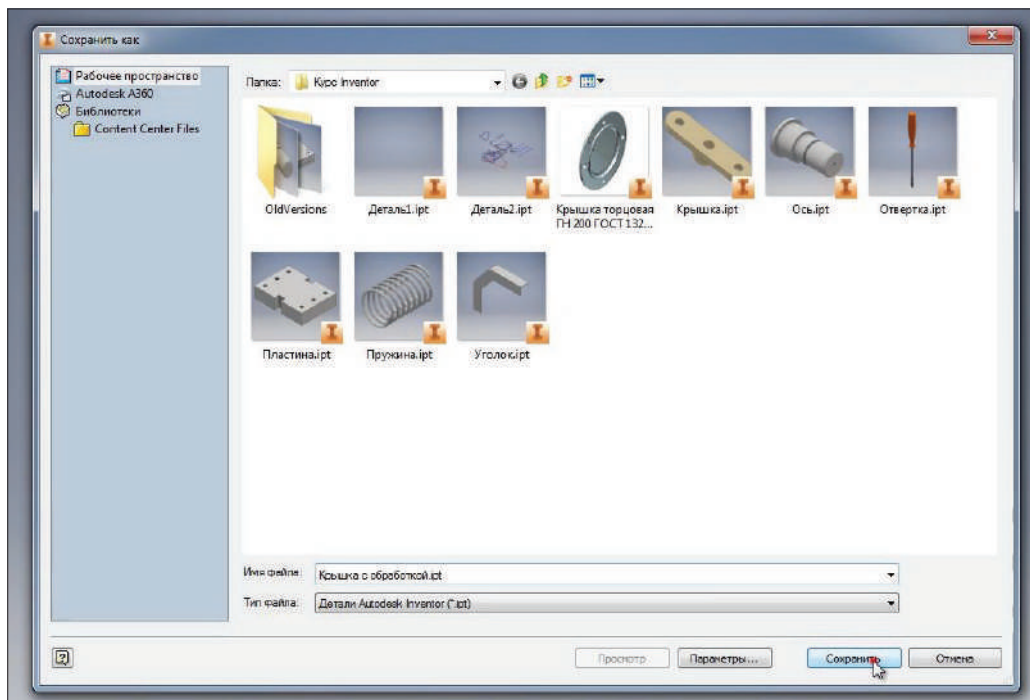 Сохранить как
Рабочее пространство
Autodesk A360
Библиотеки
Content Center Files
Папка: Курс Inventor
OldVersions
Деталь1.ipt
Деталь2.ipt
Крышка торцовая
ГН 200 ГОСТ 132...
Крышка.ipt
Ось.ipt
Отвертка.ipt
Пластина.ipt
Пружина.ipt
Уголок.ipt
Имя файла: Крышка с обработкой.ipt
Тип файла: Детали Autodesk Inventor (*.ipt)
Просмотр
Параметры...
Сохранить
Отмена